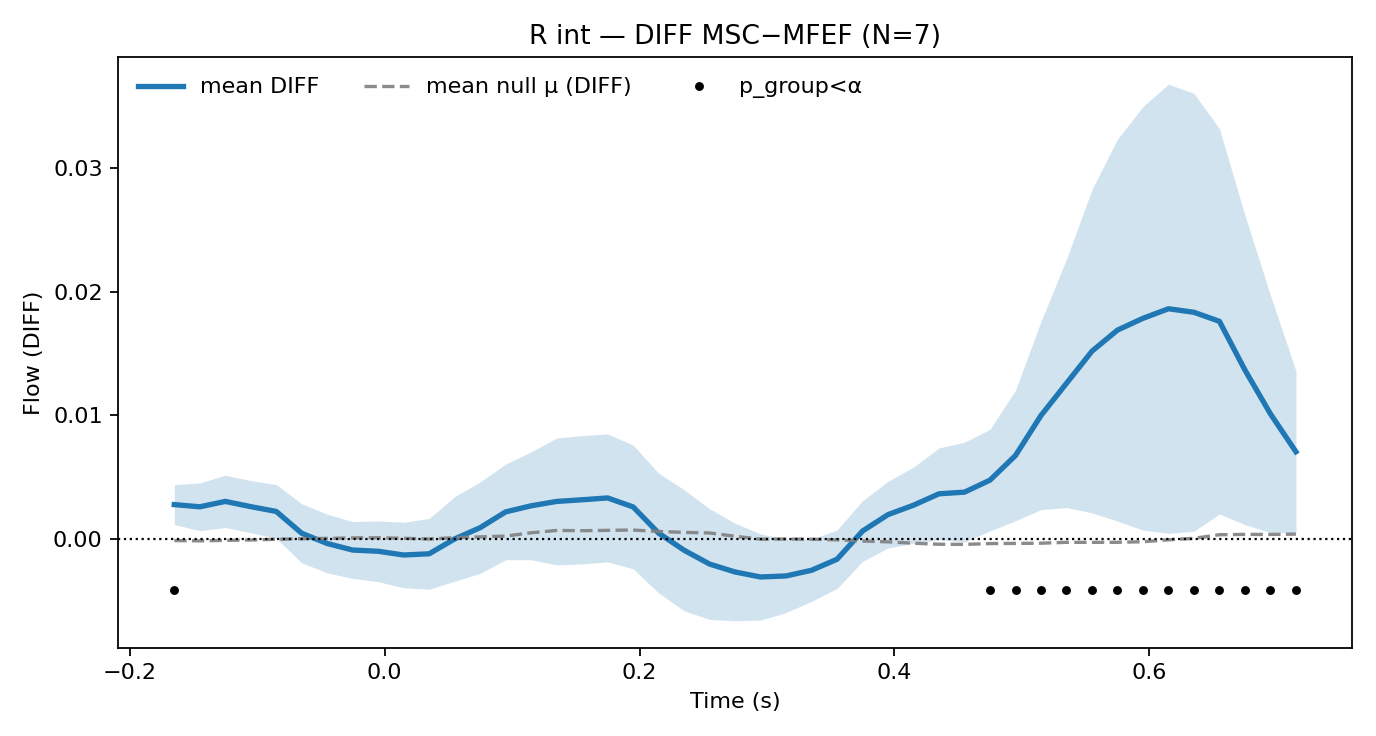 R int — DIFF MSC−MFEF (N=7)
mean DIFF
mean null μ (DIFF)
p_group<α
Flow (DIFF)
0.03
0.02
0.01
0.00
−0.2
0.0
0.2
0.4
0.6
Time (s)